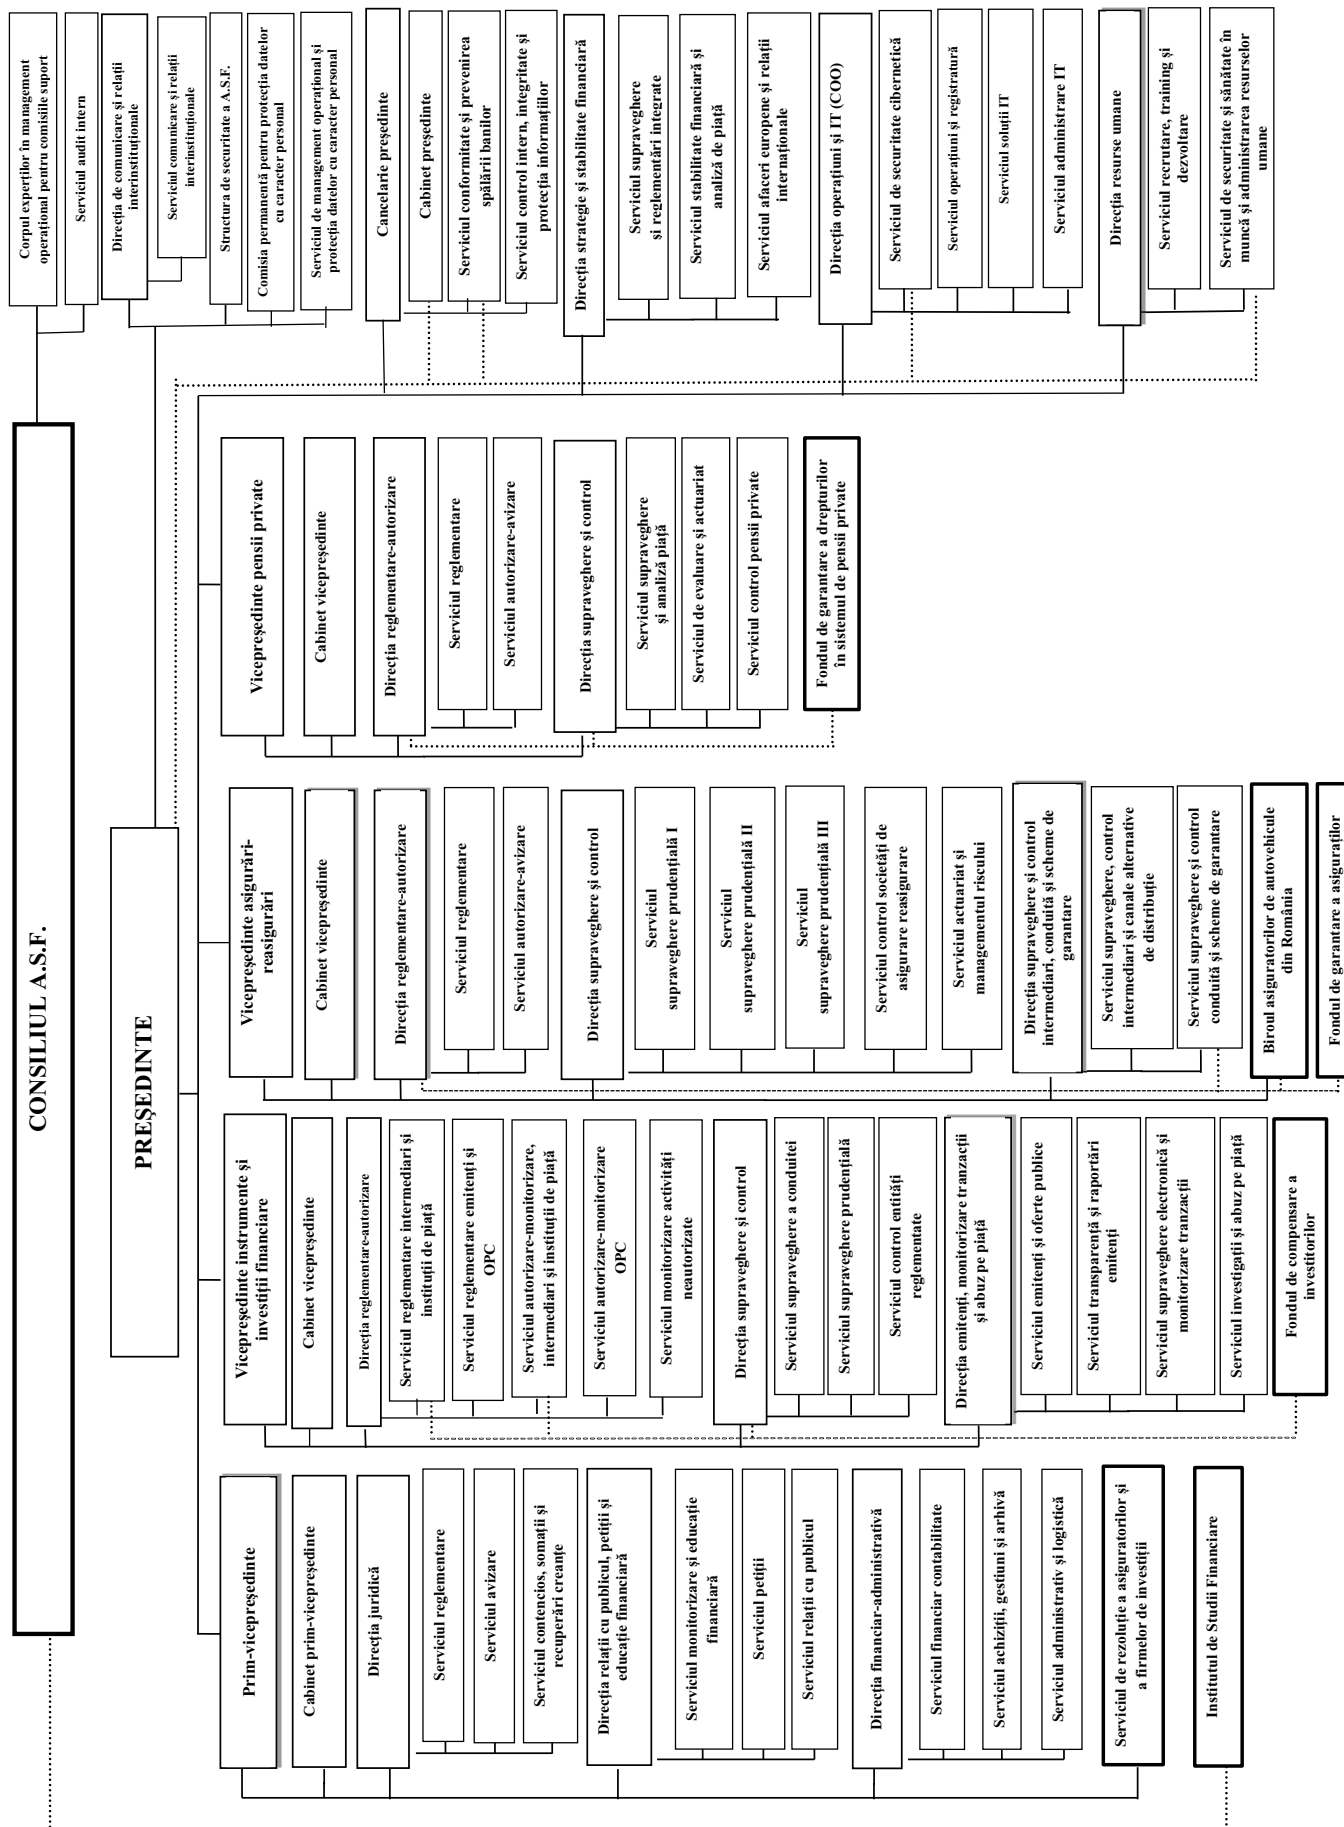 CONSILIUL A.S.F.
PREȘEDINTE
Prim-vicepreședinte
Cabinet prim-vicepreședinte
Direcția juridică
Serviciul reglementare
Serviciul avizare
Serviciul contencios, somații și
recuperări creanțe
Direcția relații cu publicul, petiții și
educație financiară
Serviciul monitorizare și educație
financiară
Serviciul petiții
Serviciul relații cu publicul
Direcția financiar-administrativă
Serviciul financiar contabilitate
Serviciul achiziții, gestiuni și arhivă
Serviciul administrativ și logistică
Serviciul de rezoluție a asiguratorilor și
a firmelor de investiții
Institutul de Studii Financiare
Vicepreședinte instrumente și
investiții financiare
Cabinet vicepreședinte
Direcția reglementare-autorizare
Serviciul reglementare intermediari și
instituții de piață
Serviciul reglementare emitenți și
OPC
Serviciul autorizare-monitorizare,
intermediari și instituții de piață
Serviciul autorizare-monitorizare
OPC
Serviciul monitorizare activități
neautorizate
Direcția supraveghere și control
Serviciul supraveghere a conduitei
Serviciul supraveghere prudențială
Serviciul control entități
reglementate
Direcția emitenți, monitorizare tranzacții
și abuz pe piață
Serviciul emitenți și oferte publice
Serviciul transparență și raportări
emitenți
Serviciul supraveghere electronică și
monitorizare tranzacții
Serviciul investigații și abuz pe piață
Fondul de compensare a
investitorilor
Vicepreședinte asigurări-
reasigurări
Cabinet vicepreședinte
Direcția reglementare-autorizare
Serviciul reglementare
Serviciul autorizare-avizare
Direcția supraveghere și control
Serviciul
supraveghere prudențială I
Serviciul
supraveghere prudențială II
Serviciul
supraveghere prudențială III
Serviciul control societăți de
asigurare reasigurare
Serviciul actuariat și
managementul riscului
Direcția supraveghere și control
intermediari, conduită și scheme de
garantare
Serviciul supraveghere, control
intermediari și canale alternative
de distribuție
Serviciul supraveghere și control
conduită și scheme de garantare
Biroul asiguratorilor de autovehicule
din România
Fondul de garantare a asiguraților
Vicepreședinte pensii private
Cabinet vicepreședinte
Direcția reglementare-autorizare
Serviciul reglementare
Serviciul autorizare-avizare
Direcția supraveghere și control
Serviciul supraveghere
și analiză piață
Serviciul de evaluare și actuariat
Serviciul control pensii private
Fondul de garantare a drepturilor
în sistemul de pensii private
Corpul experților în management
operațional pentru comisiile suport
Serviciul audit intern
Direcția de comunicare și relații
interinstituționale
Serviciul comunicare și relații
interinstituționale
Structura de securitate a A.S.F.
Comisia permanentă pentru protecția datelor
cu caracter personal
Serviciul de management operațional și
protecția datelor cu caracter personal
Cancelarie președinte
Cabinet președinte
Serviciul conformitate și prevenirea
spălării banilor
Serviciul control intern, integritate și
protecția informațiilor
Direcția strategie și stabilitate financiară
Serviciul supraveghere
și reglementări integrate
Serviciul stabilitate financiară și
analiză de piață
Serviciul afaceri europene și relații
internaționale
Direcția operațiuni și IT (COO)
Serviciul de securitate cibernetică
Serviciul operațiuni și registratură
Serviciul soluții IT
Serviciul administrare IT
Direcția resurse umane
Serviciul recrutare, training și
dezvoltare
Serviciul de securitate și sănătate în
muncă și administrarea resurselor
umane